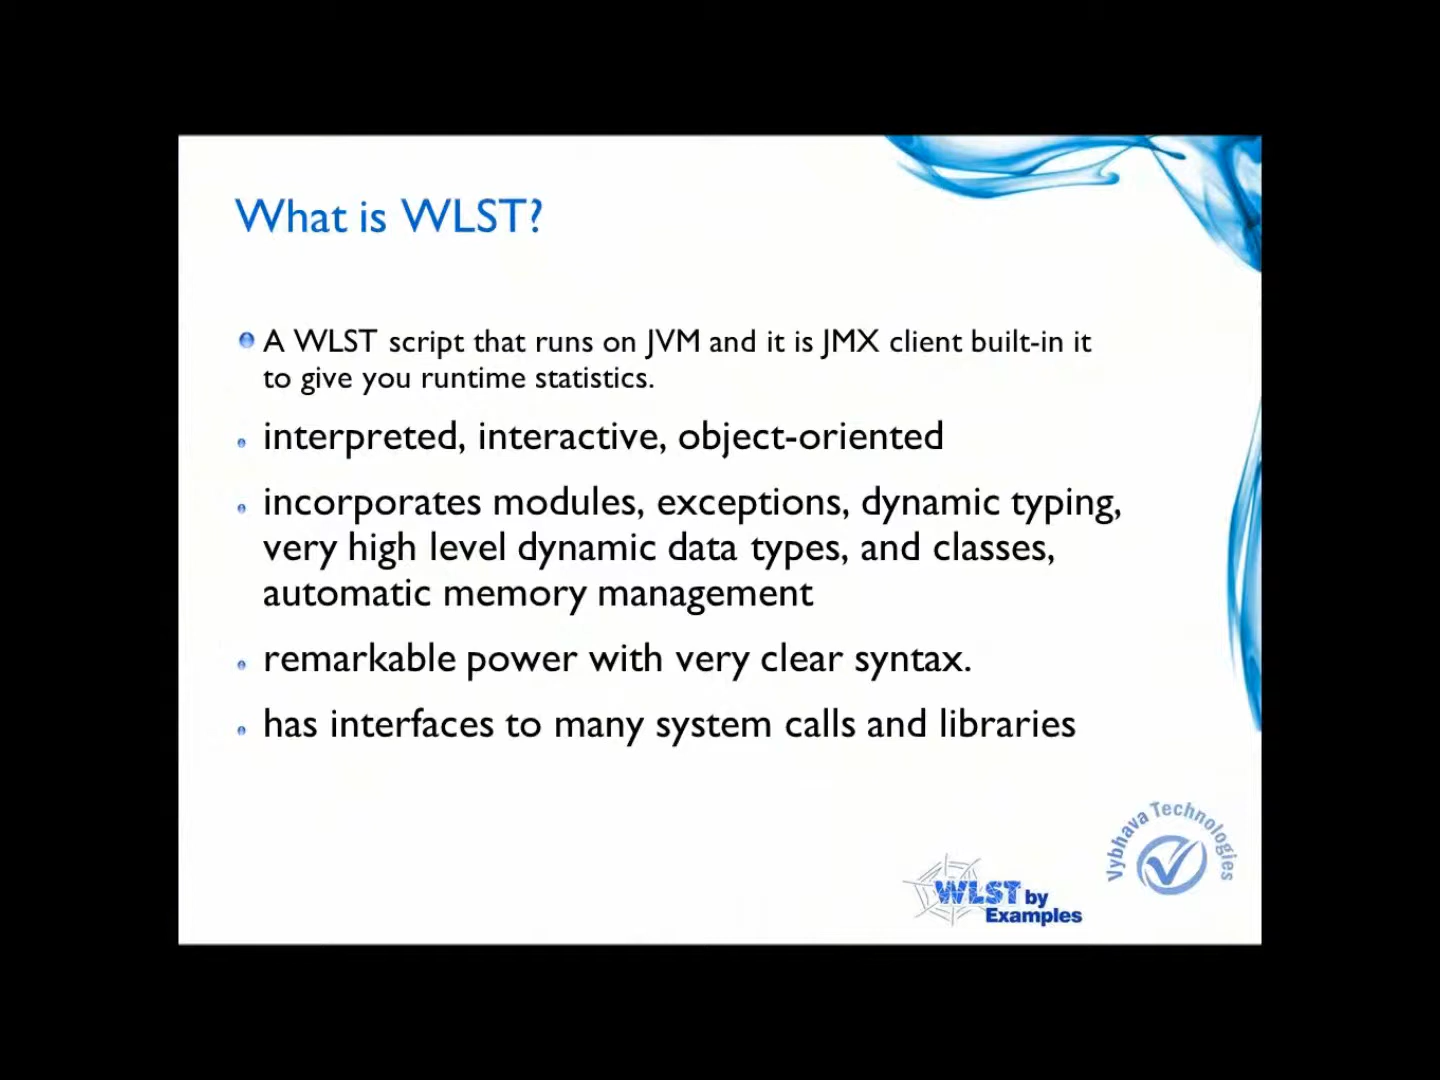 What is WLST?
A WLST script that runs on JVM and it is JMX client built-in it
to give you runtime statistics.
interpreted, interactive, object-oriented
incorporates modules, exceptions, dynamic typing,
very high level dynamic data types, and classes,
automatic memory management
remarkable power with very clear syntax.
has interfaces to many system calls and libraries
Vybhava Technologies
WLST by
Examples